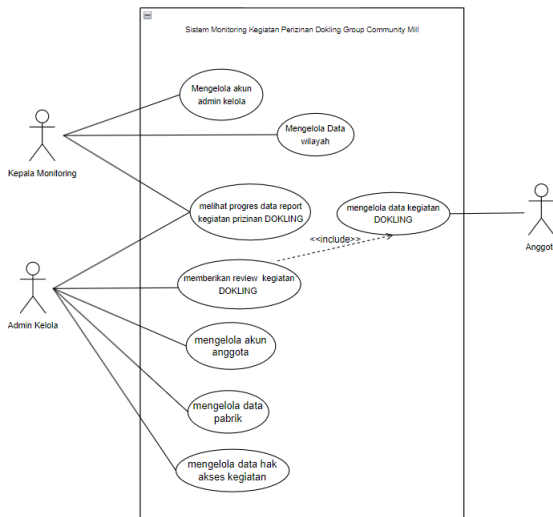 Sistem Monitoring Kegiatan Perizinan Dokling Group Community Mill
Mengelola akun
admin kelola
Mengelola Data
wilayah
Kepala Monitoring
melihat progres data report
kegiatan prizinan DOKLING
mengelola data kegiatan
DOKLING
<<include>>
Anggota
memberikan review kegiatan
DOKLING
Admin Kelola
mengelola akun
anggota
mengelola data
pabrik
mengelola data hak
akses kegiatan